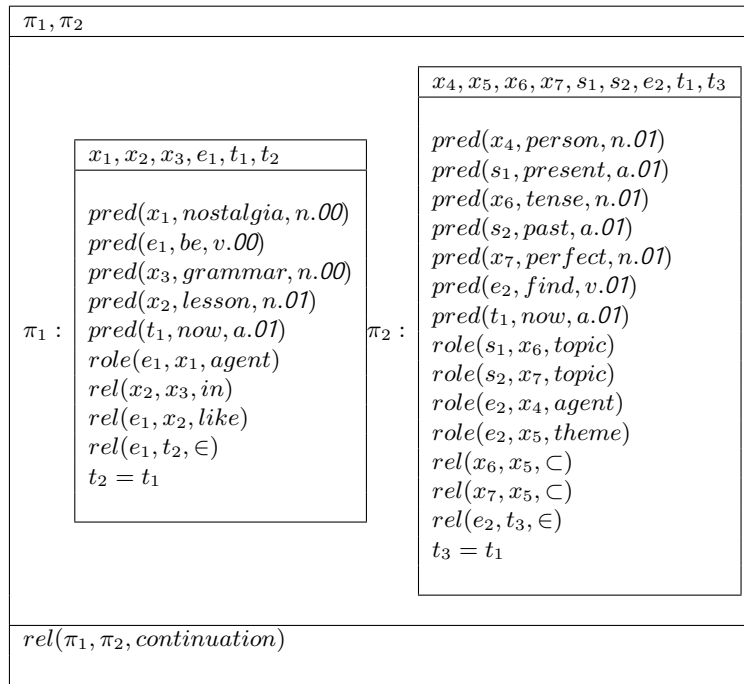 π₁, π₂
x₁, x₂, x₃, e₁, t₁, t₂
π₁ :
pred(x₁, nostalgia, n.00)
pred(e₁, be, v.00)
pred(x₃, grammar, n.00)
pred(x₂, lesson, n.01)
pred(t₁, now, a.01)
role(e₁, x₁, agent)
rel(x₂, x₃, in)
rel(e₁, x₂, like)
rel(e₁, t₂, ∈)
t₂ = t₁
x₄, x₅, x₆, x₇, s₁, s₂, e₂, t₁, t₃
π₂ :
pred(x₄, person, n.01)
pred(s₁, present, a.01)
pred(x₆, tense, n.01)
pred(s₂, past, a.01)
pred(x₇, perfect, n.01)
pred(e₂, find, v.01)
pred(t₁, now, a.01)
role(s₁, x₆, topic)
role(s₂, x₇, topic)
role(e₂, x₄, agent)
role(e₂, x₅, theme)
rel(x₆, x₅, ⊂)
rel(x₇, x₅, ⊂)
rel(e₂, t₃, ∈)
t₃ = t₁
rel(π₁, π₂, continuation)